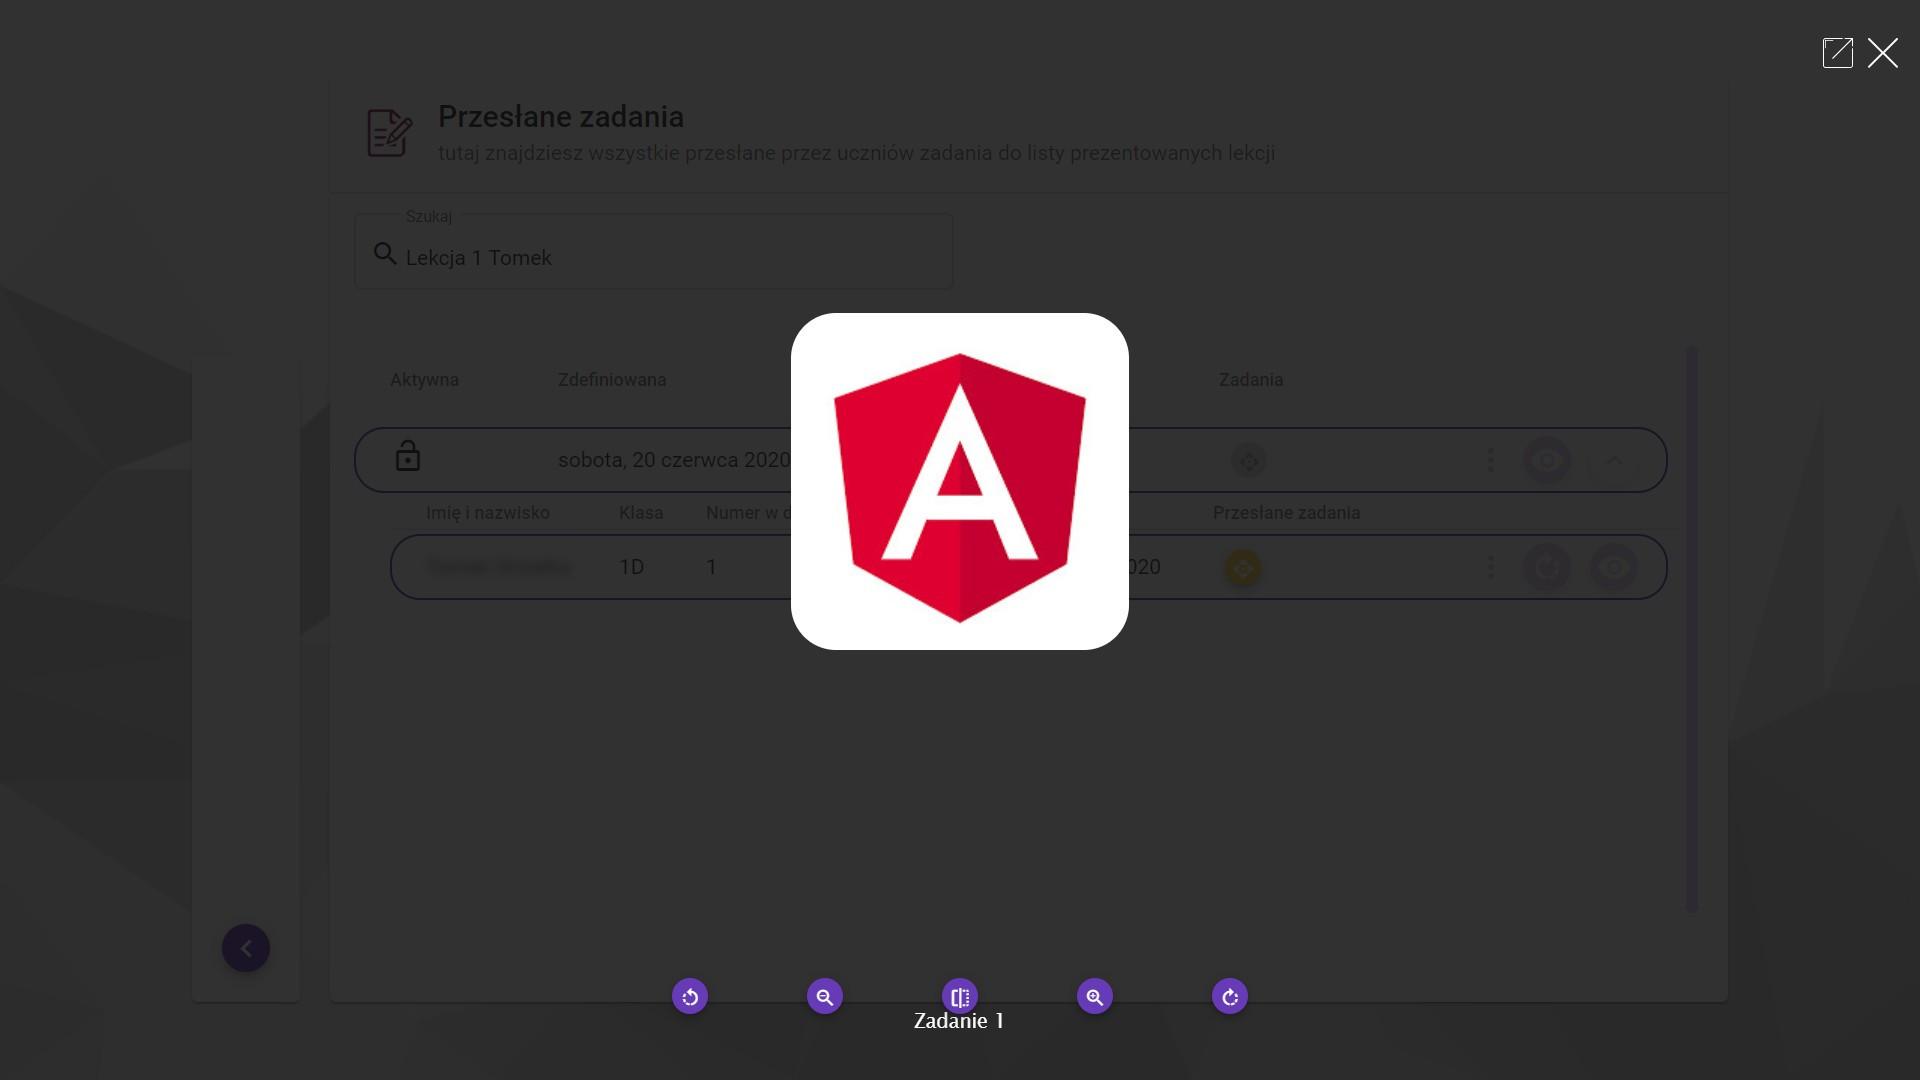 Przesłane zadania
tutaj znajdziesz wszystkie przesłane przez uczniów zadania do listy prezentowanych lekcji
Szukaj
Lekcja 1 Tomek
Aktywna Zdefiniowana Zadania
sobota, 20 czerwca 2020
Imię i nazwisko Klasa Numer w Przesłane zadania
1D 1 020
Zadanie 1